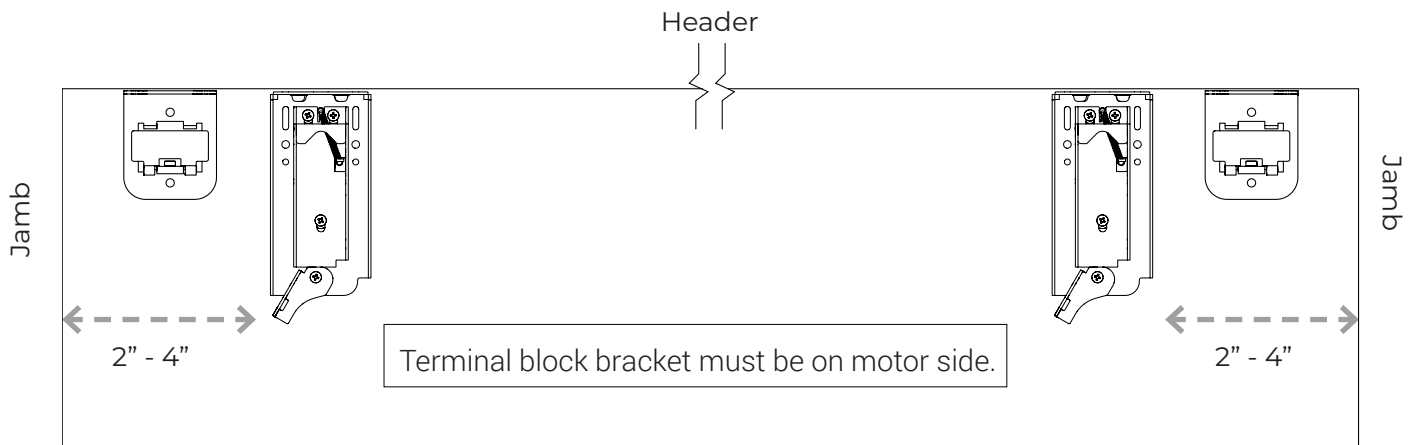 Header
Jamb
Jamb
2” - 4”
Terminal block bracket must be on motor side.
2” - 4”